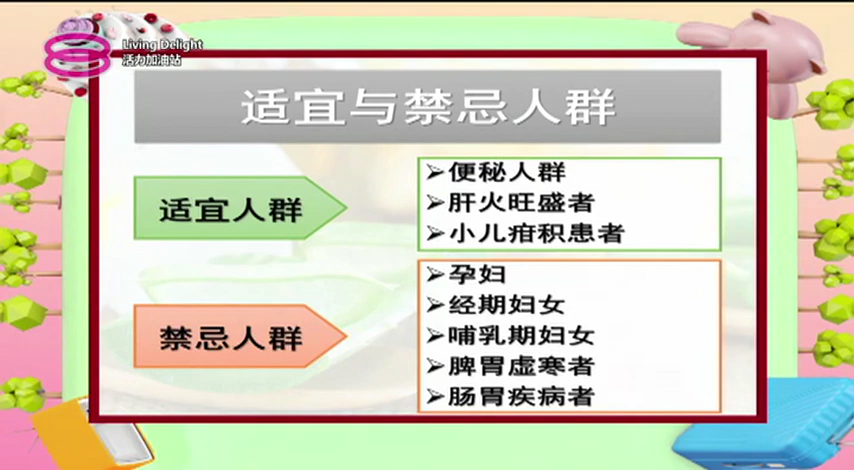 Living Delight
活力加油站
适宜与禁忌人群
适宜人群
➢便秘人群
➢肝火旺盛者
➢小儿疳积患者
禁忌人群
➢孕妇
➢经期妇女
➢哺乳期妇女
➢脾胃虚寒者
➢肠胃疾病者